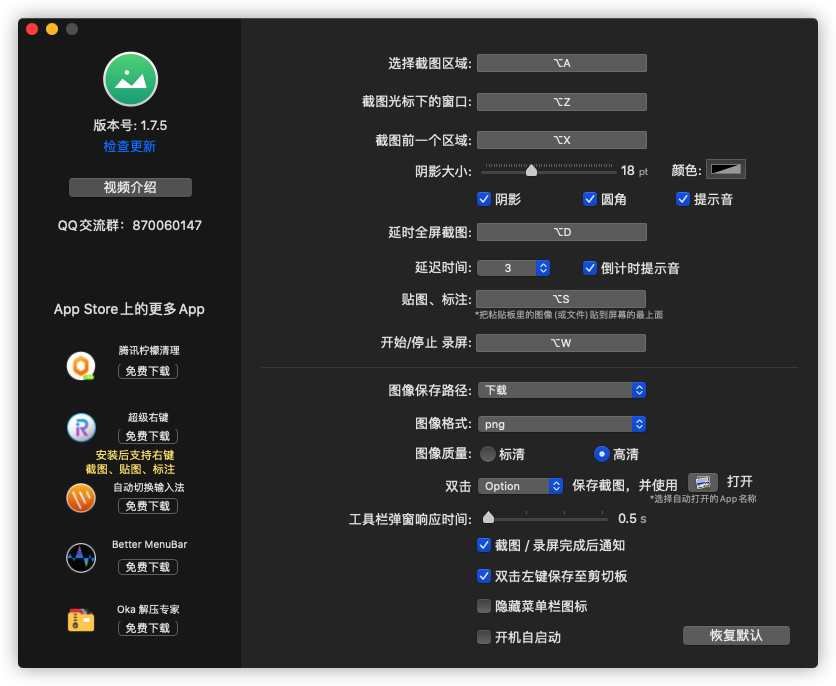 版本号: 1.7.5
检查更新
视频介绍
QQ交流群：870060147
App Store上的更多App
腾讯柠檬清理
免费下载
超级右键
免费下载
安装后支持右键
截图、贴图、标注
自动切换输入法
免费下载
Better MenuBar
免费下载
Oka 解压专家
免费下载
选择截图区域: ⌥A
截图光标下的窗口: ⌥Z
截图前一个区域: ⌥X
阴影大小: 18 pt 颜色:
阴影 圆角 提示音
延时全屏截图: ⌥D
延迟时间: 3 倒计时提示音
贴图、标注: ⌥S
*把粘贴板里的图像(或文件)贴到屏幕的最上面
开始/停止 录屏: ⌥W
图像保存路径: 下载
图像格式: png
图像质量: 标清 高清
双击 Option 保存截图，并使用 打开
*选择自动打开的App名称
工具栏弹窗响应时间: 0.5 s
截图 / 录屏完成后通知
双击左键保存至剪切板
隐藏菜单栏图标
开机自启动
恢复默认